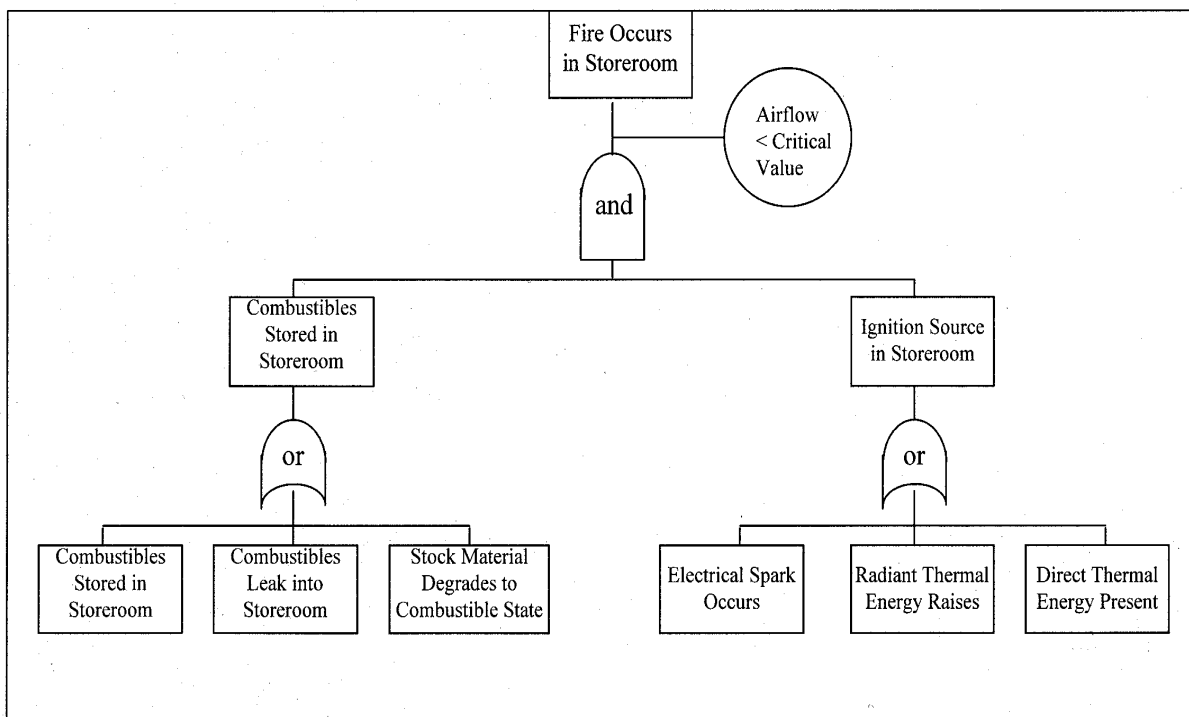 Fire Occurs
in Storeroom
Airflow
< Critical
Value
and
Combustibles
Stored in
Storeroom
Ignition Source
in Storeroom
or
or
Combustibles
Stored in
Storeroom
Combustibles
Leak into
Storeroom
Stock Material
Degrades to
Combustible State
Electrical Spark
Occurs
Radiant Thermal
Energy Raises
Direct Thermal
Energy Present